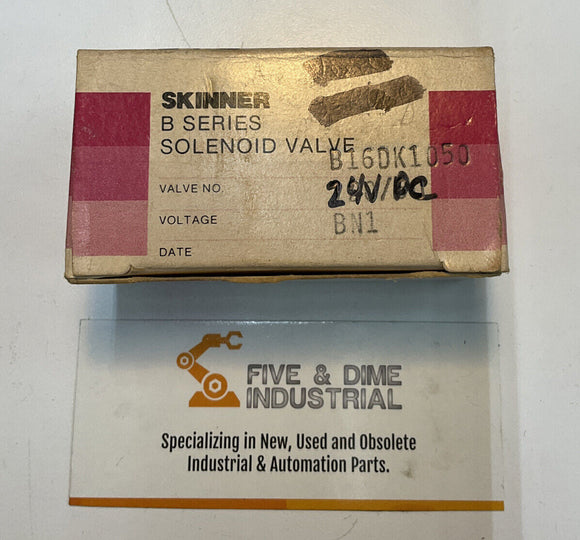 SKINNER
B SERIES
SOLENOID VALVE
B16DK1050
VALVE NO.
24V/DC
VOLTAGE
BN1
DATE
FIVE & DIME
INDUSTRIAL
Specializing in New, Used and Obsolete
Industrial & Automation Parts.